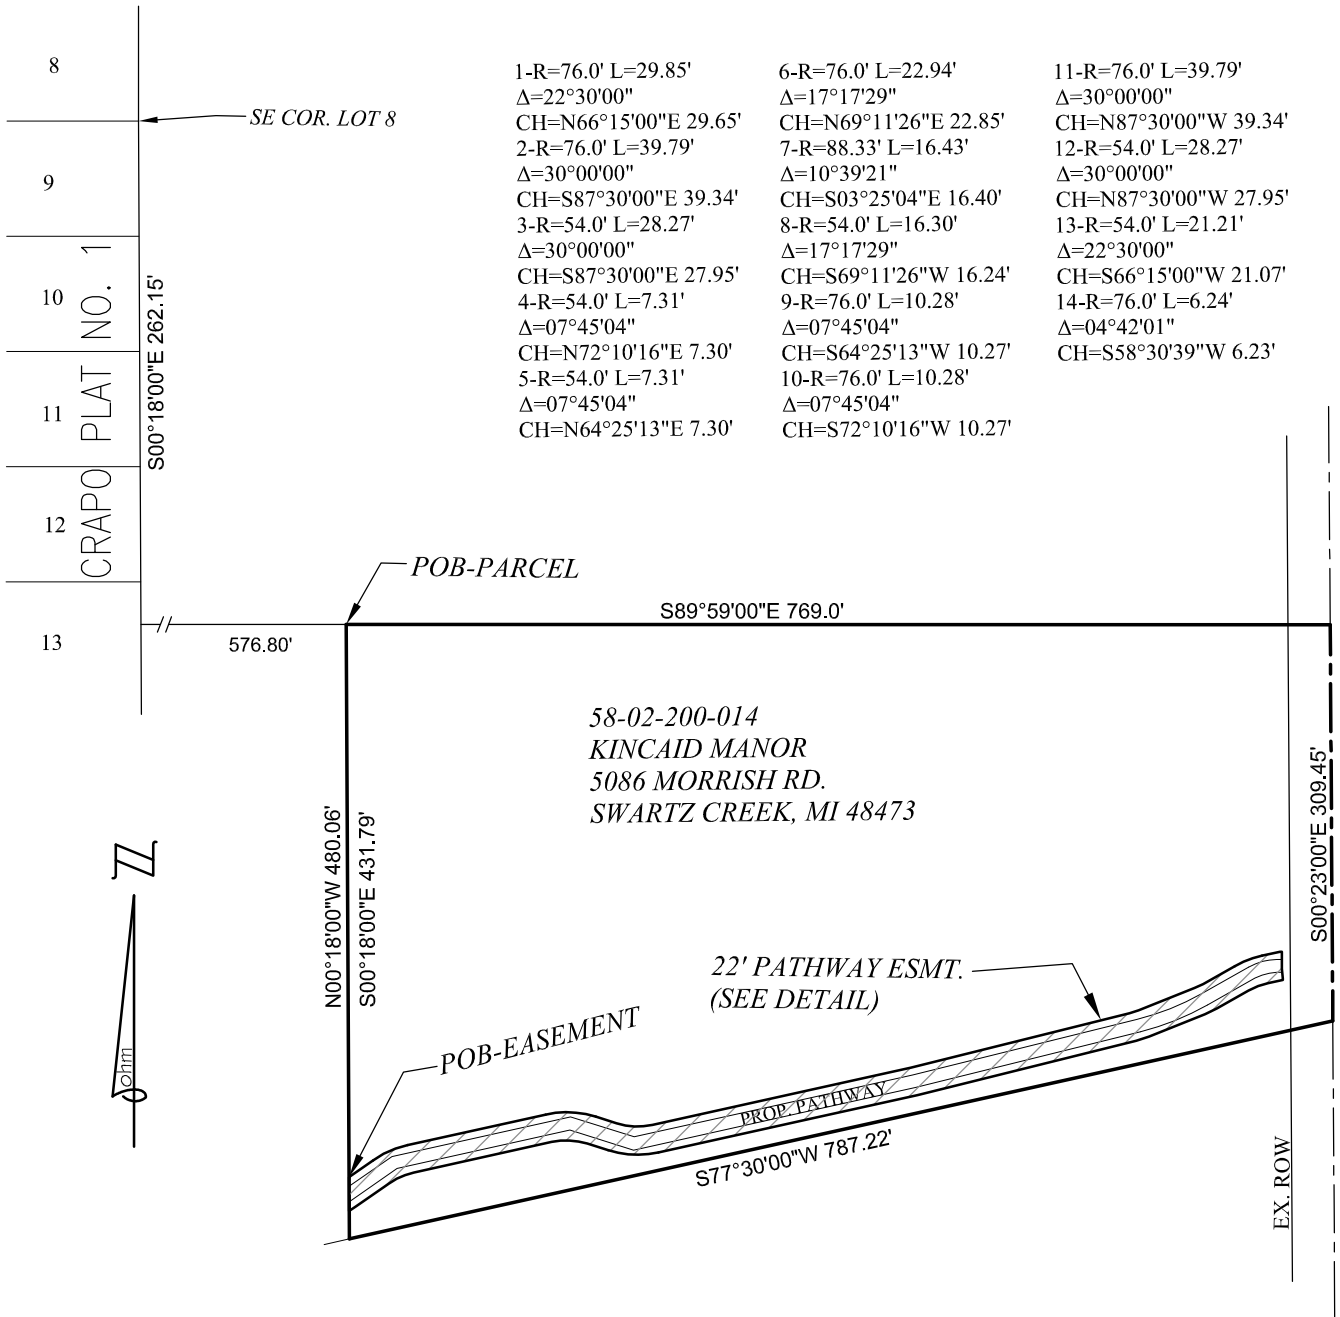 8
SE COR. LOT 8
9
10
11
12
13
CRAPO PLAT NO. 1
S00°18'00"E 262.15'
1-R=76.0' L=29.85'
Δ=22°30'00"
CH=N66°15'00"E 29.65'
2-R=76.0' L=39.79'
Δ=30°00'00"
CH=S87°30'00"E 39.34'
3-R=54.0' L=28.27'
Δ=30°00'00"
CH=S87°30'00"E 27.95'
4-R=54.0' L=7.31'
Δ=07°45'04"
CH=N72°10'16"E 7.30'
5-R=54.0' L=7.31'
Δ=07°45'04"
CH=N64°25'13"E 7.30'
6-R=76.0' L=22.94'
Δ=17°17'29"
CH=N69°11'26"E 22.85'
7-R=88.33' L=16.43'
Δ=10°39'21"
CH=S03°25'04"E 16.40'
8-R=54.0' L=16.30'
Δ=17°17'29"
CH=S69°11'26"W 16.24'
9-R=76.0' L=10.28'
Δ=07°45'04"
CH=S64°25'13"W 10.27'
10-R=76.0' L=10.28'
Δ=07°45'04"
CH=S72°10'16"W 10.27'
11-R=76.0' L=39.79'
Δ=30°00'00"
CH=N87°30'00"W 39.34'
12-R=54.0' L=28.27'
Δ=30°00'00"
CH=N87°30'00"W 27.95'
13-R=54.0' L=21.21'
Δ=22°30'00"
CH=S66°15'00"W 21.07'
14-R=76.0' L=6.24'
Δ=04°42'01"
CH=S58°30'39"W 6.23'
POB-PARCEL
S89°59'00"E 769.0'
576.80'
58-02-200-014
KINCAID MANOR
5086 MORRISH RD.
SWARTZ CREEK, MI 48473
N00°18'00"W 480.06'
S00°18'00"E 431.79'
S00°23'00"E 309.45'
Z
ohm
22' PATHWAY ESMT.
(SEE DETAIL)
POB-EASEMENT
PROP. PATHWAY
S77°30'00"W 787.22'
EX. ROW